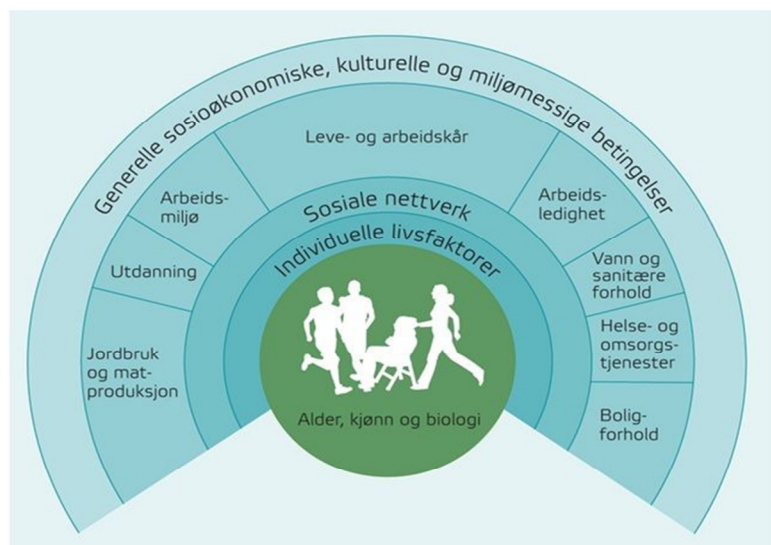 Generelle sosioøkonomiske, kulturelle og miljømessige betingelser
Leve- og arbeidskår
Arbeids-
miljø
Arbeids-
ledighet
Sosiale nettverk
Individuelle livsfaktorer
Utdanning
Vann og
sanitære
forhold
Jordbruk
og mat-
produksjon
Helse- og
omsorgs-
tjenester
Bolig-
forhold
Alder, kjønn og biologi